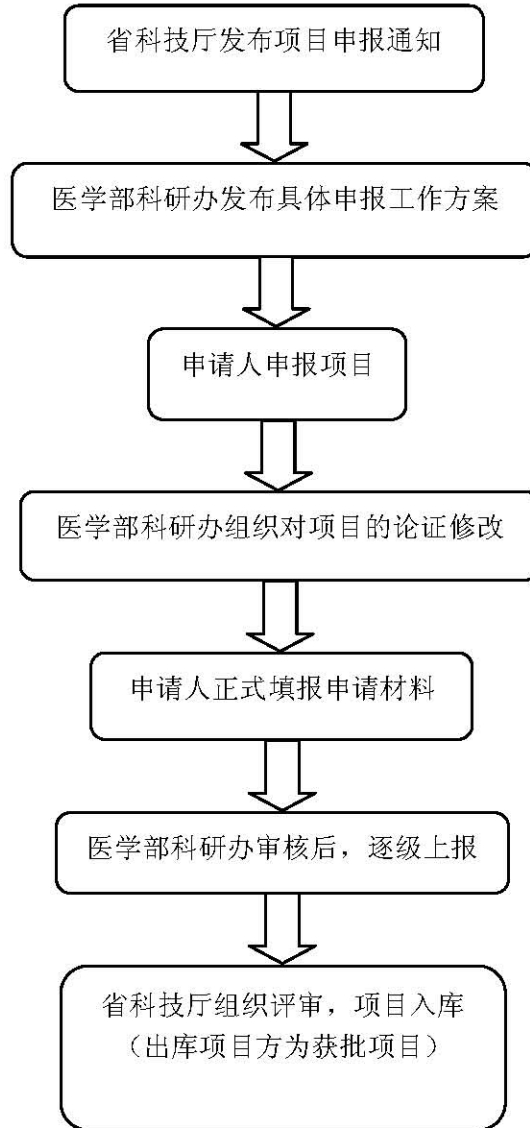 省科技厅发布项目申报通知
医学部科研办发布具体申报工作方案
申请人申报项目
医学部科研办组织对项目的论证修改
申请人正式填报申请材料
医学部科研办审核后，逐级上报
省科技厅组织评审，项目入库
（出库项目方为获批项目）